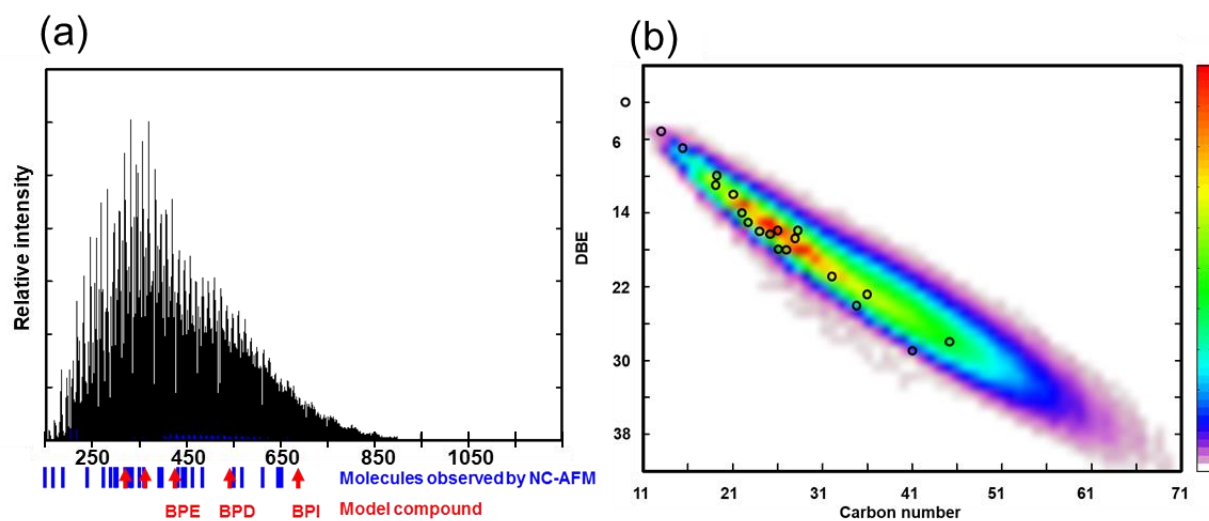 (a)
Relative intensity
250 450 650 850 1050
Molecules observed by NC-AFM
BPE BPD BPI Model compound
(b)
DBE
6
14
22
30
38
11 21 31 41 51 61 71
Carbon number